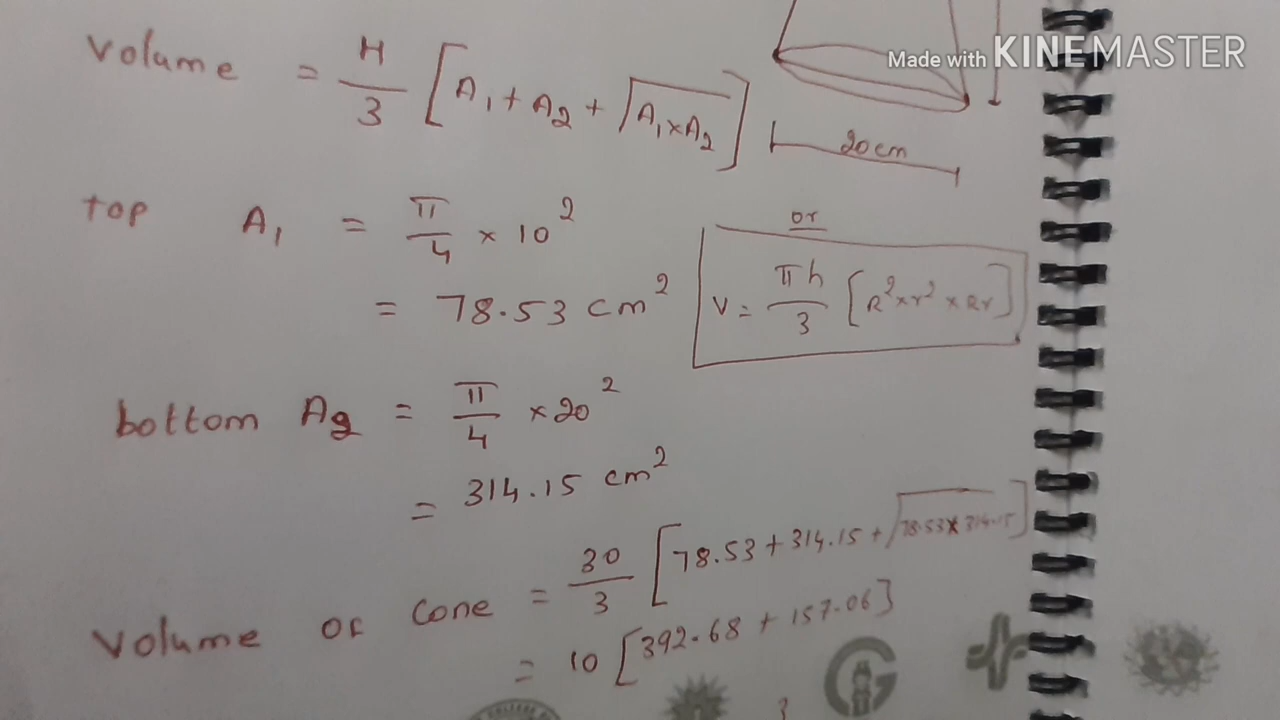 Made with KINEMASTER
Volume = H/3 [A₁ + A₂ + √(A₁×A₂)]
20cm
top A₁ = π/4 × 10²
= 78.53 cm²
or
V = πh/3 [R²×r²×Rr]
bottom A₂ = π/4 × 20²
= 314.15 cm²
Volume of Cone = 30/3 [78.53 + 314.15 + √(78.53×314.15)]
= 10 [392.68 + 157.06]